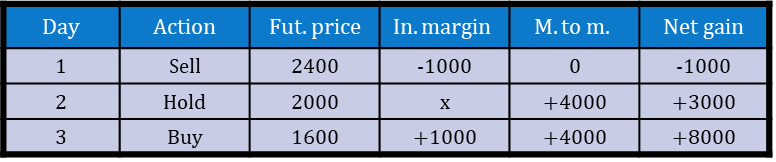 Day Action Fut. price In. margin M. to m. Net gain
1 Sell 2400 -1000 0 -1000
2 Hold 2000 x +4000 +3000
3 Buy 1600 +1000 +4000 +8000